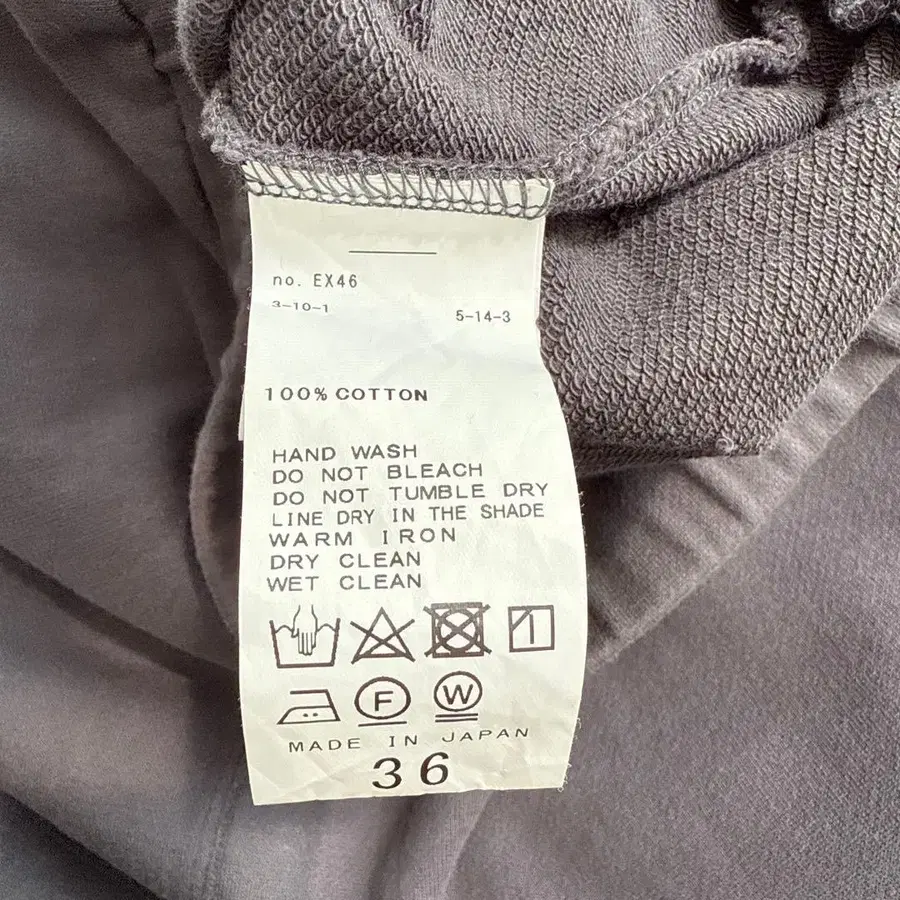 no. EX46
3-10-1
5-14-3
100% COTTON
HAND WASH
DO NOT BLEACH
DO NOT TUMBLE DRY
LINE DRY IN THE SHADE
WARM IRON
DRY CLEAN
WET CLEAN
F W
MADE IN JAPAN
36